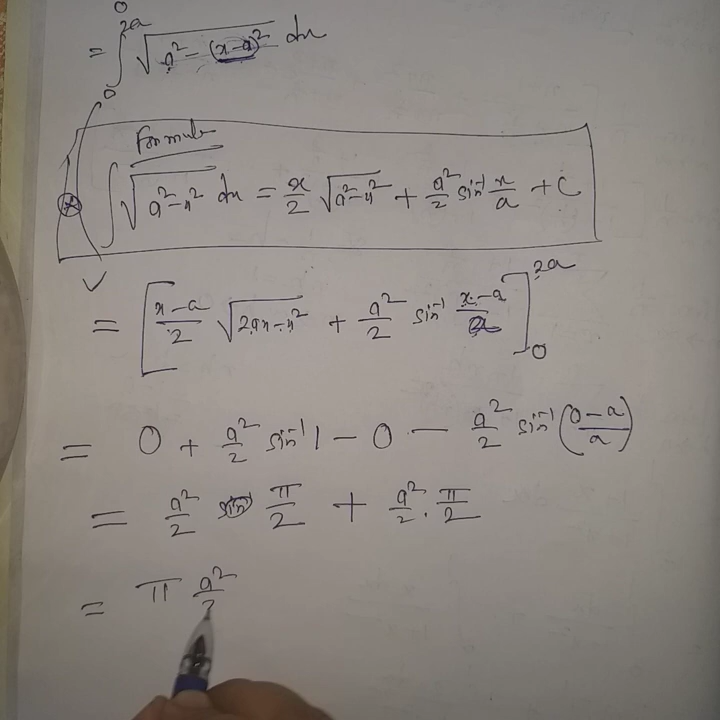 = ∫₀²ᵃ √(a² − (x−a)²) dx
Formula
∫ √(a² − x²) dx = x/2 √(a² − x²) + a²/2 sin⁻¹ x/a + C
= [ (x−a)/2 √(2ax − x²) + a²/2 sin⁻¹ (x−a)/a ]₀²ᵃ
= 0 + a²/2 sin⁻¹ 1 − 0 − a²/2 sin⁻¹ ((0−a)/a)
= a²/2 π/2 + a²/2 · π/2
= π a²/2